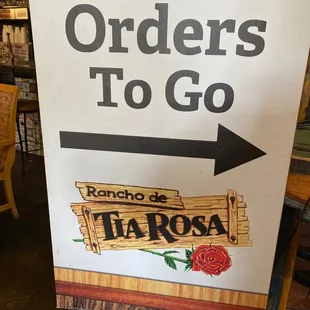 Orders
To Go
Rancho de
TIA ROSA